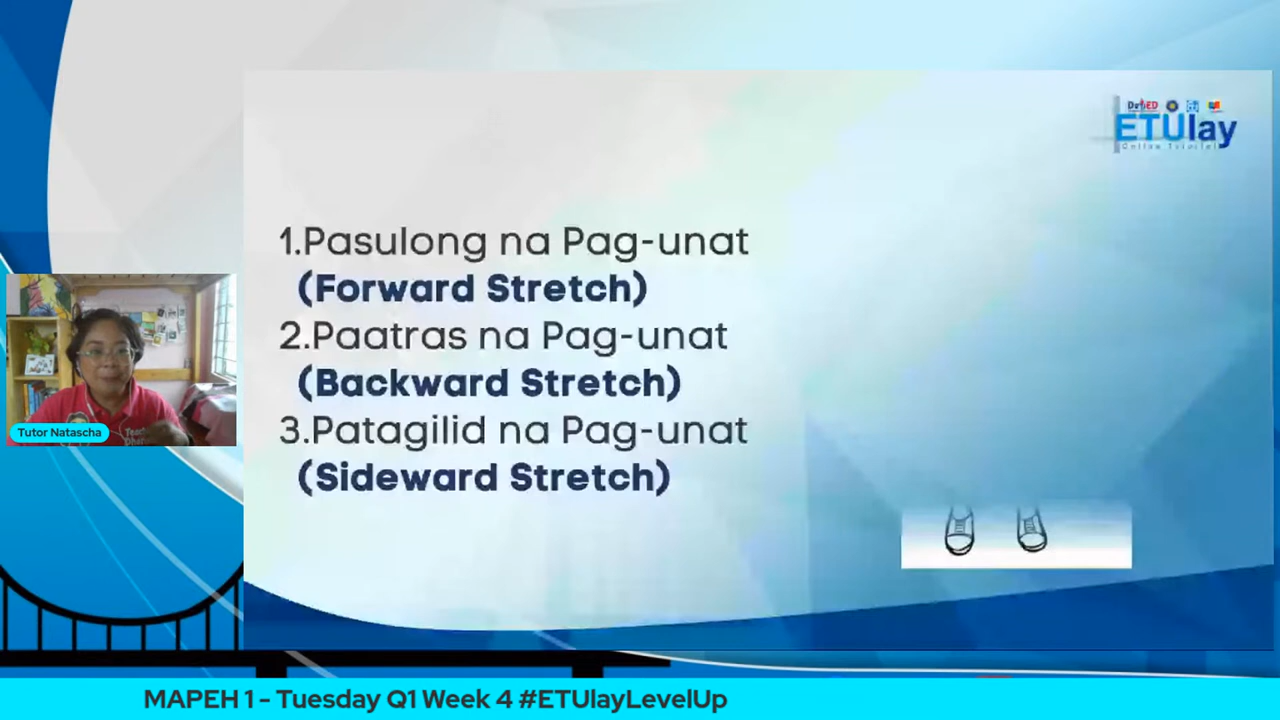 DepED
ETUlay
Online Tutorial
1.Pasulong na Pag-unat
(Forward Stretch)
2.Paatras na Pag-unat
(Backward Stretch)
3.Patagilid na Pag-unat
(Sideward Stretch)
Tutor Natascha
MAPEH 1 - Tuesday Q1 Week 4 #ETUlayLevelUp